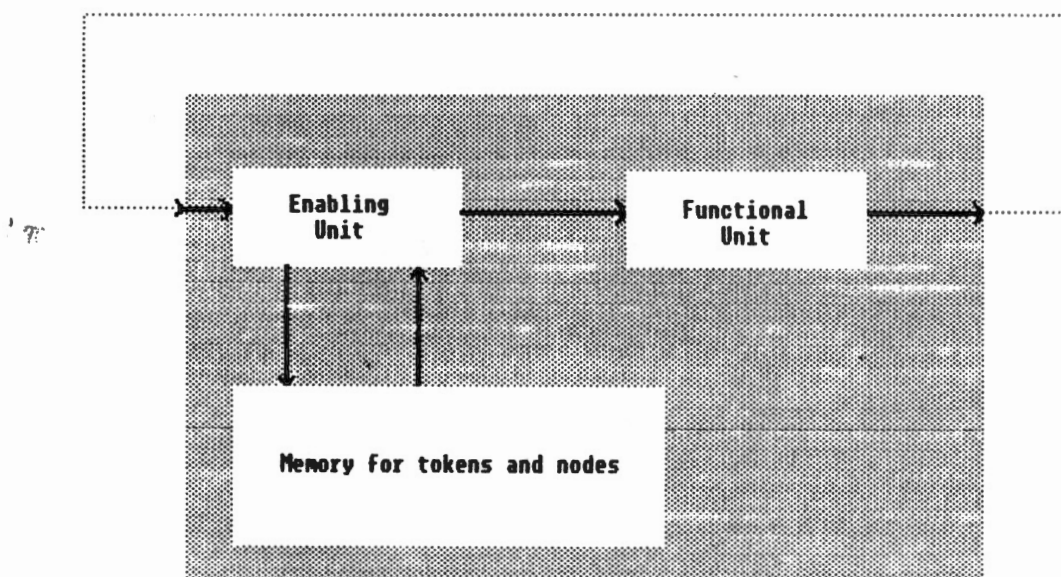 Enabling
Unit
Functional
Unit
Memory for tokens and nodes